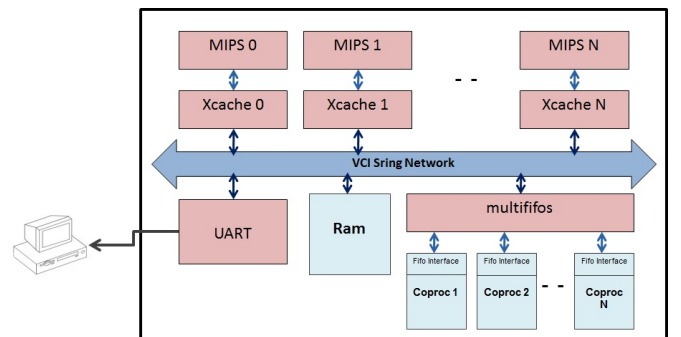 MIPS 0
MIPS 1
MIPS N
- -
Xcache 0
Xcache 1
Xcache N
VCI Sring Network
UART
Ram
multififos
Fifo Interface
Fifo Interface
Fifo Interface
Coproc 1
Coproc 2
- -
Coproc
N